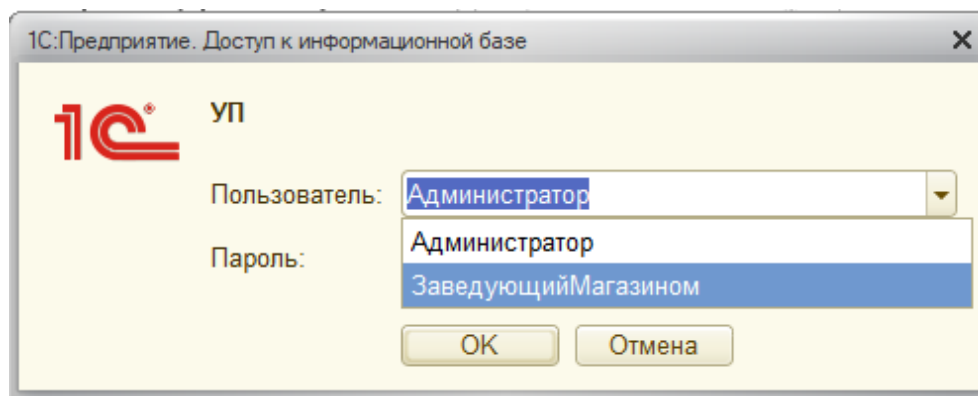 1С:Предприятие. Доступ к информационной базе
1С®
УП
Пользователь: Администратор
Администратор
Пароль:
ЗаведующийМагазином
OK Отмена